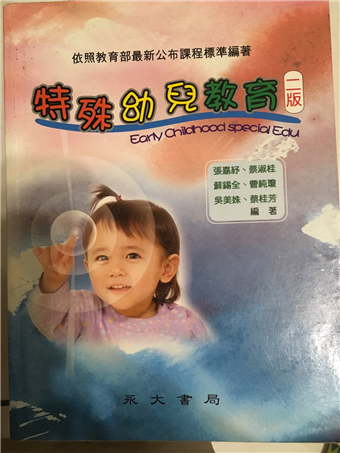 依照教育部最新公布課程標準編著
特殊幼兒教育 二版
Early Childhood special Edu
張嘉紓、蔡淑桂
蘇錫全、曹純瓊
吳美姝、蔡桂芳
編著
永大書局